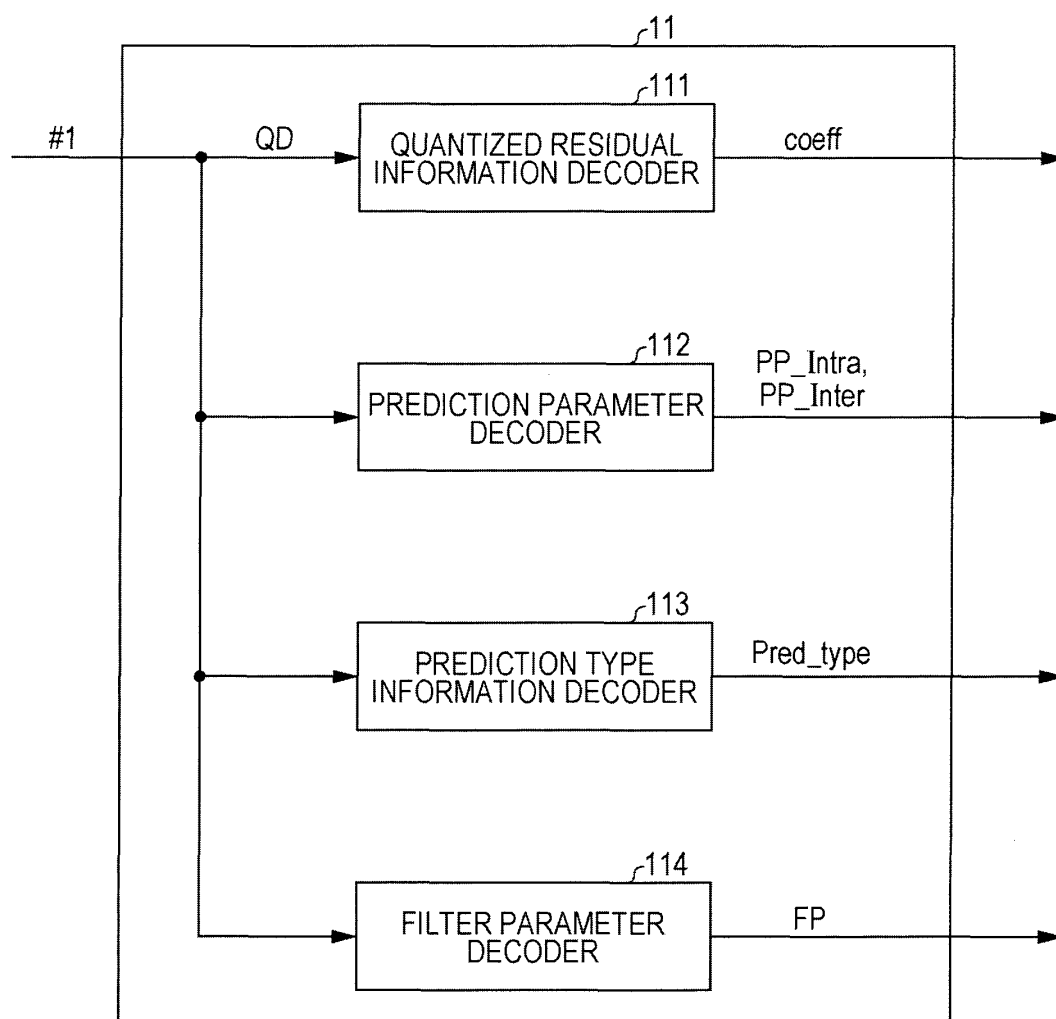 11
111
#1
QD
QUANTIZED RESIDUAL
INFORMATION DECODER
coeff
112
PREDICTION PARAMETER
DECODER
PP_Intra,
PP_Inter
113
PREDICTION TYPE
INFORMATION DECODER
Pred_type
114
FILTER PARAMETER
DECODER
FP